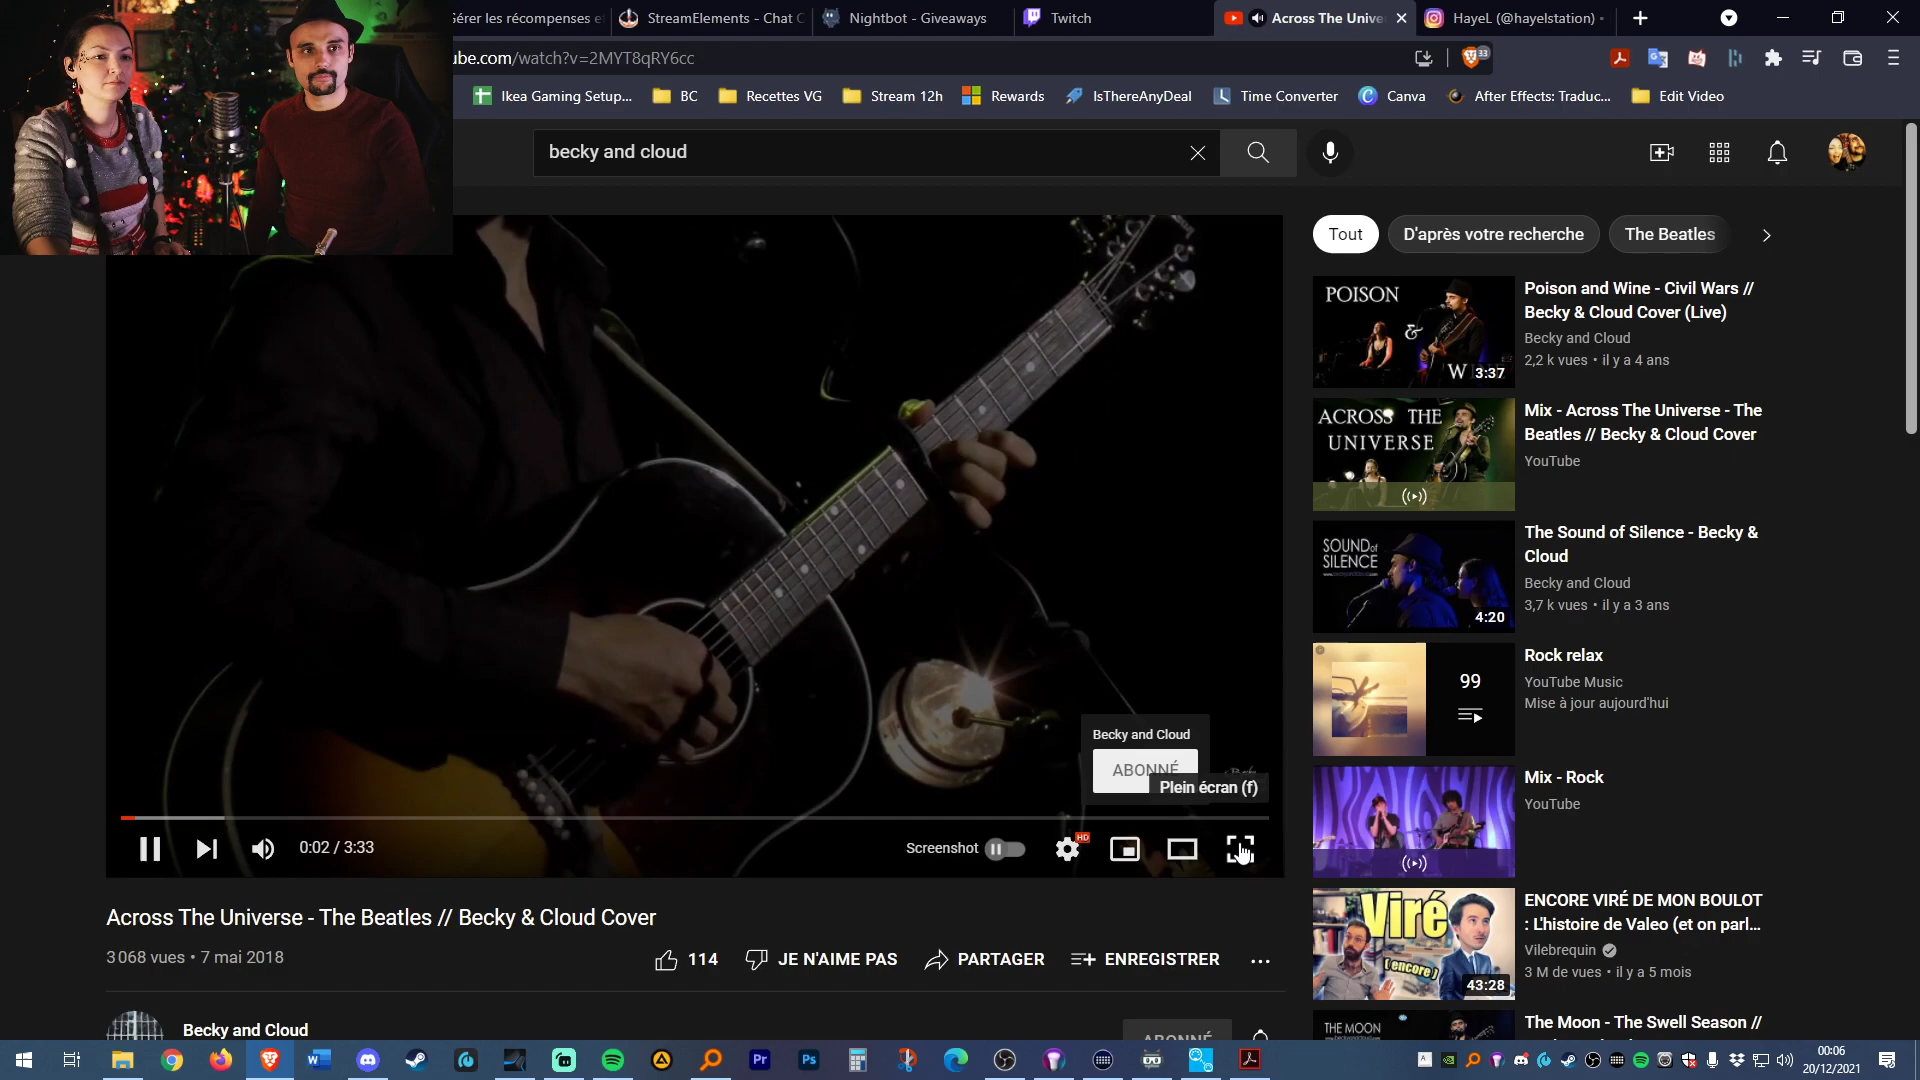 Gérer les récompenses e
StreamElements - Chat C
Nightbot - Giveaways
Twitch
Across The Unive
HayeL (@hayelstation) •
ube.com/watch?v=2MYT8qRY6cc
33
Ikea Gaming Setup...
BC
Recettes VG
Stream 12h
Rewards
IsThereAnyDeal
Time Converter
Canva
After Effects: Traduc...
Edit Video
becky and cloud
Tout
D'après votre recherche
The Beatles
POISON
&
W
3:37
Poison and Wine - Civil Wars //
Becky & Cloud Cover (Live)
Becky and Cloud
2,2 k vues • il y a 4 ans
ACROSS THE
UNIVERSE
Mix - Across The Universe - The
Beatles // Becky & Cloud Cover
YouTube
SOUND of
SILENCE
4:20
The Sound of Silence - Becky &
Cloud
Becky and Cloud
3,7 k vues • il y a 3 ans
99
Rock relax
YouTube Music
Mise à jour aujourd'hui
Mix - Rock
YouTube
Viré
(encore)
43:28
ENCORE VIRÉ DE MON BOULOT
: L'histoire de Valeo (et on parl...
Vilebrequin
3 M de vues • il y a 5 mois
THE MOON
The Moon - The Swell Season //
Becky and Cloud
ABONNÉ
Plein écran (f)
0:02 / 3:33
Screenshot
HD
Across The Universe - The Beatles // Becky & Cloud Cover
3 068 vues • 7 mai 2018
114
JE N'AIME PAS
PARTAGER
ENREGISTRER
Becky and Cloud
ABONNÉ
00:06
20/12/2021